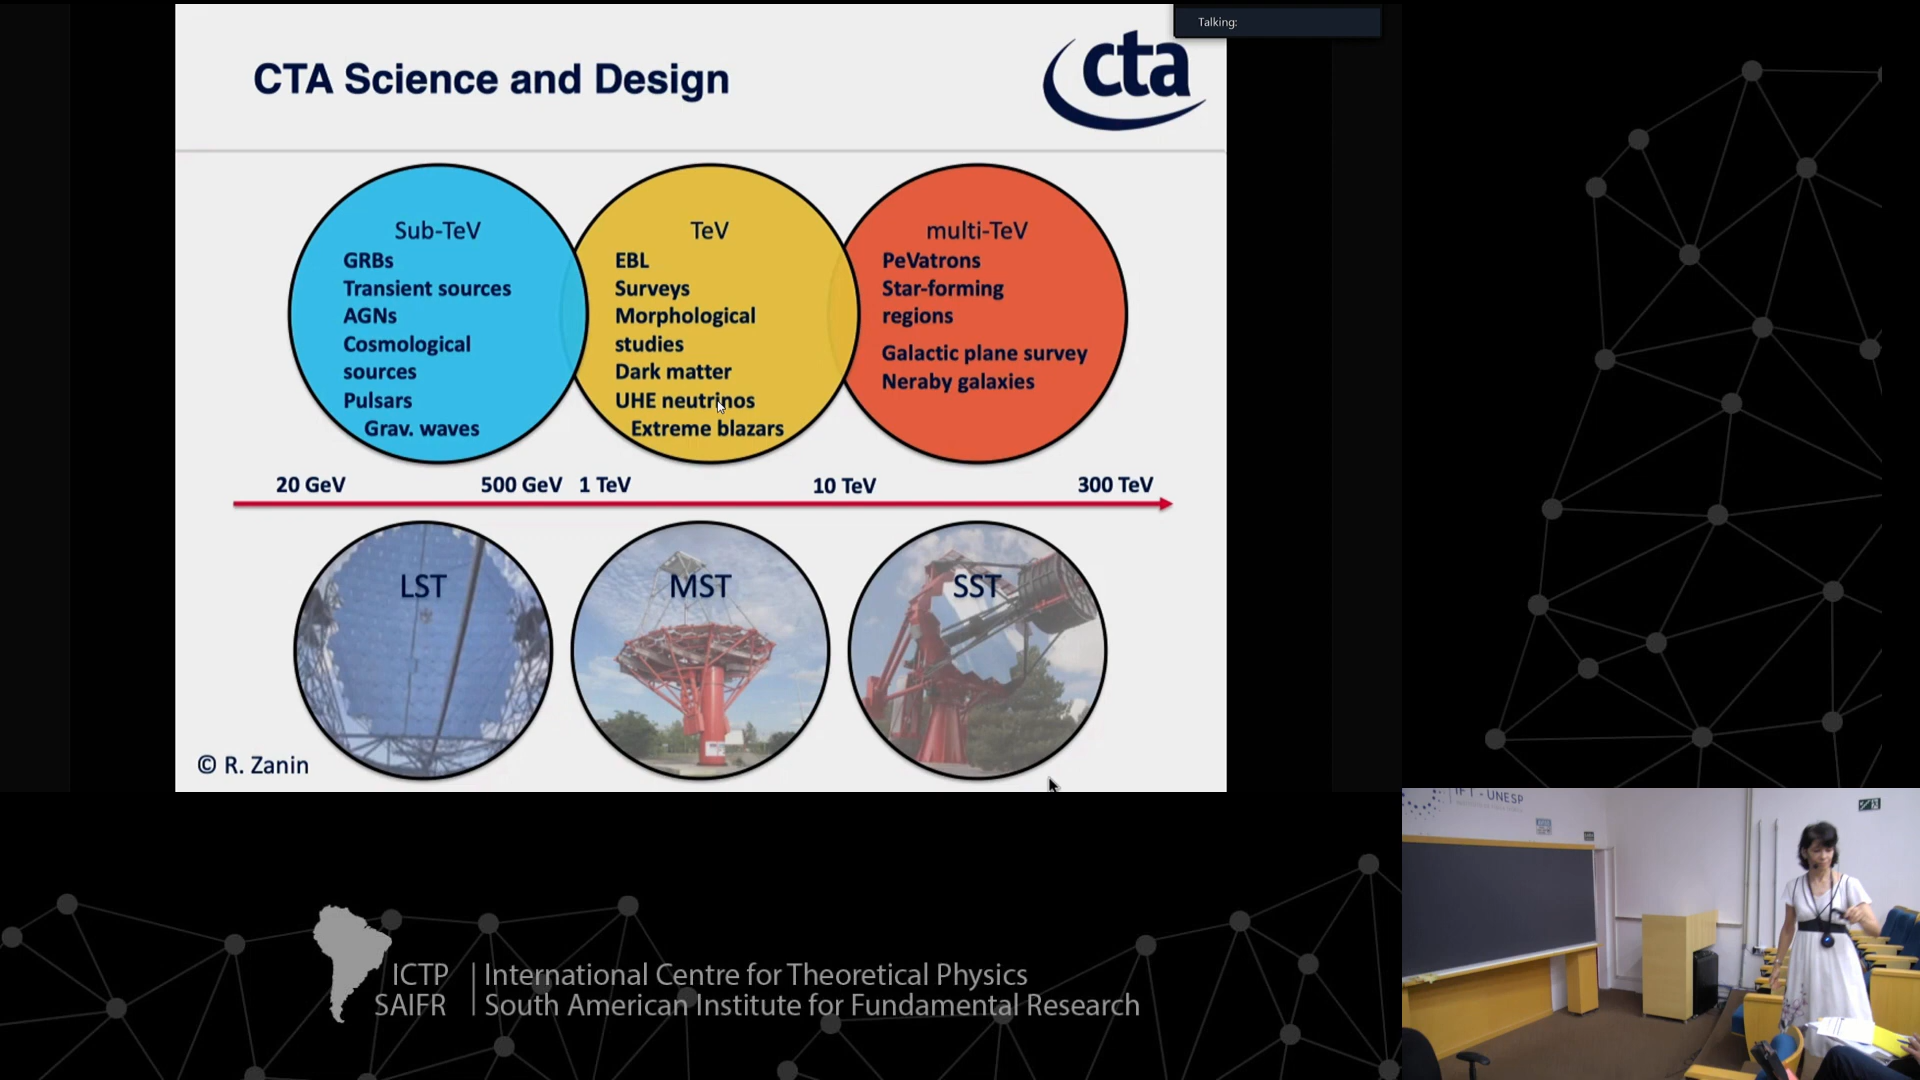 Talking:
CTA Science and Design
cta
Sub-TeV
GRBs
Transient sources
AGNs
Cosmological
sources
Pulsars
Grav. waves
TeV
EBL
Surveys
Morphological
studies
Dark matter
UHE neutrinos
Extreme blazars
multi-TeV
PeVatrons
Star-forming
regions
Galactic plane survey
Neraby galaxies
20 GeV 500 GeV 1 TeV 10 TeV 300 TeV
LST
MST
SST
© R. Zanin
IFT - UNESP
ICTP
SAIFR
International Centre for Theoretical Physics
South American Institute for Fundamental Research